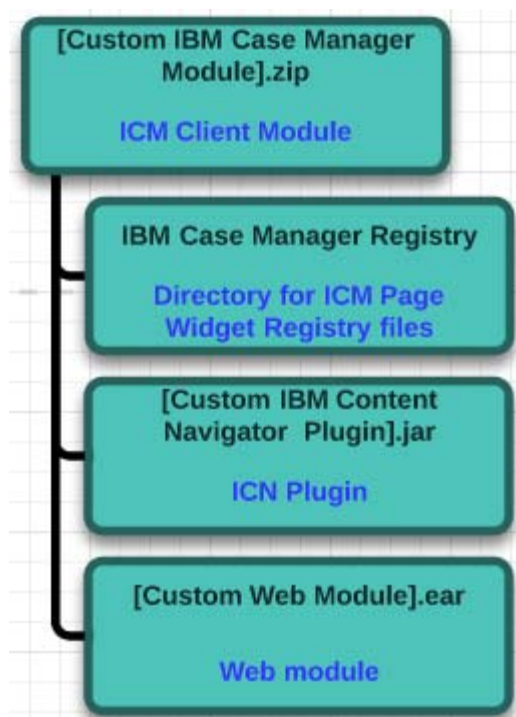 [Custom IBM Case Manager
Module].zip
ICM Client Module
IBM Case Manager Registry
Directory for ICM Page
Widget Registry files
[Custom IBM Content
Navigator Plugin].jar
ICN Plugin
[Custom Web Module].ear
Web module